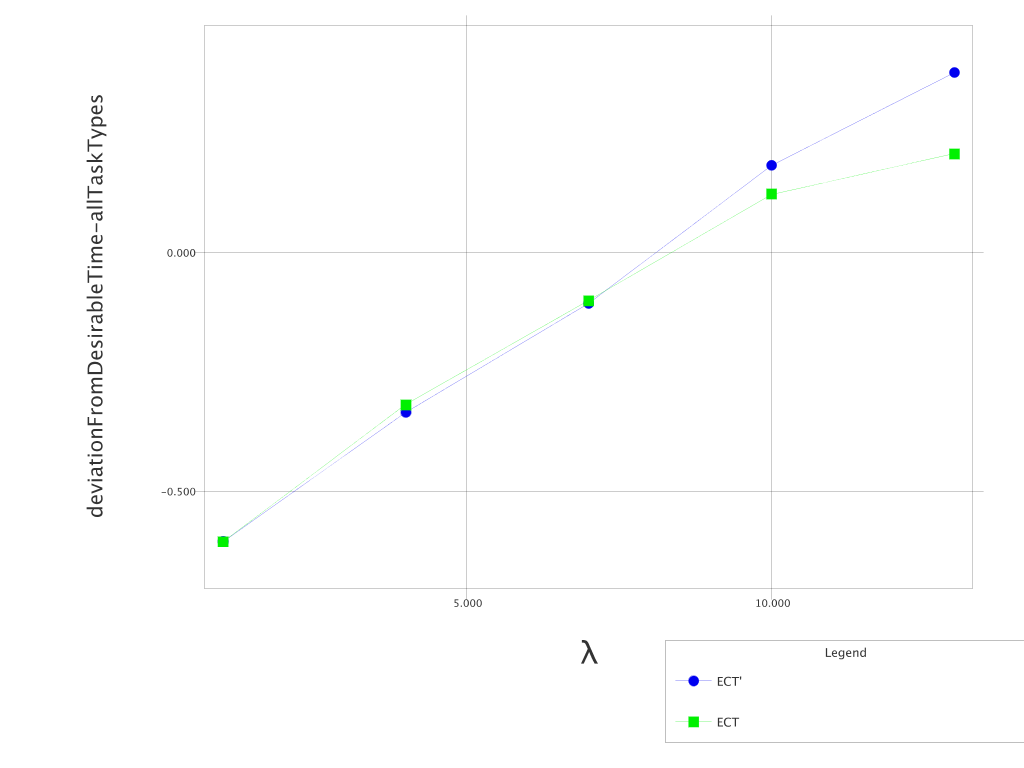 deviationFromDesirableTime-allTaskTypes
0.000
-0.500
5.000
10.000
λ
Legend
ECT'
ECT